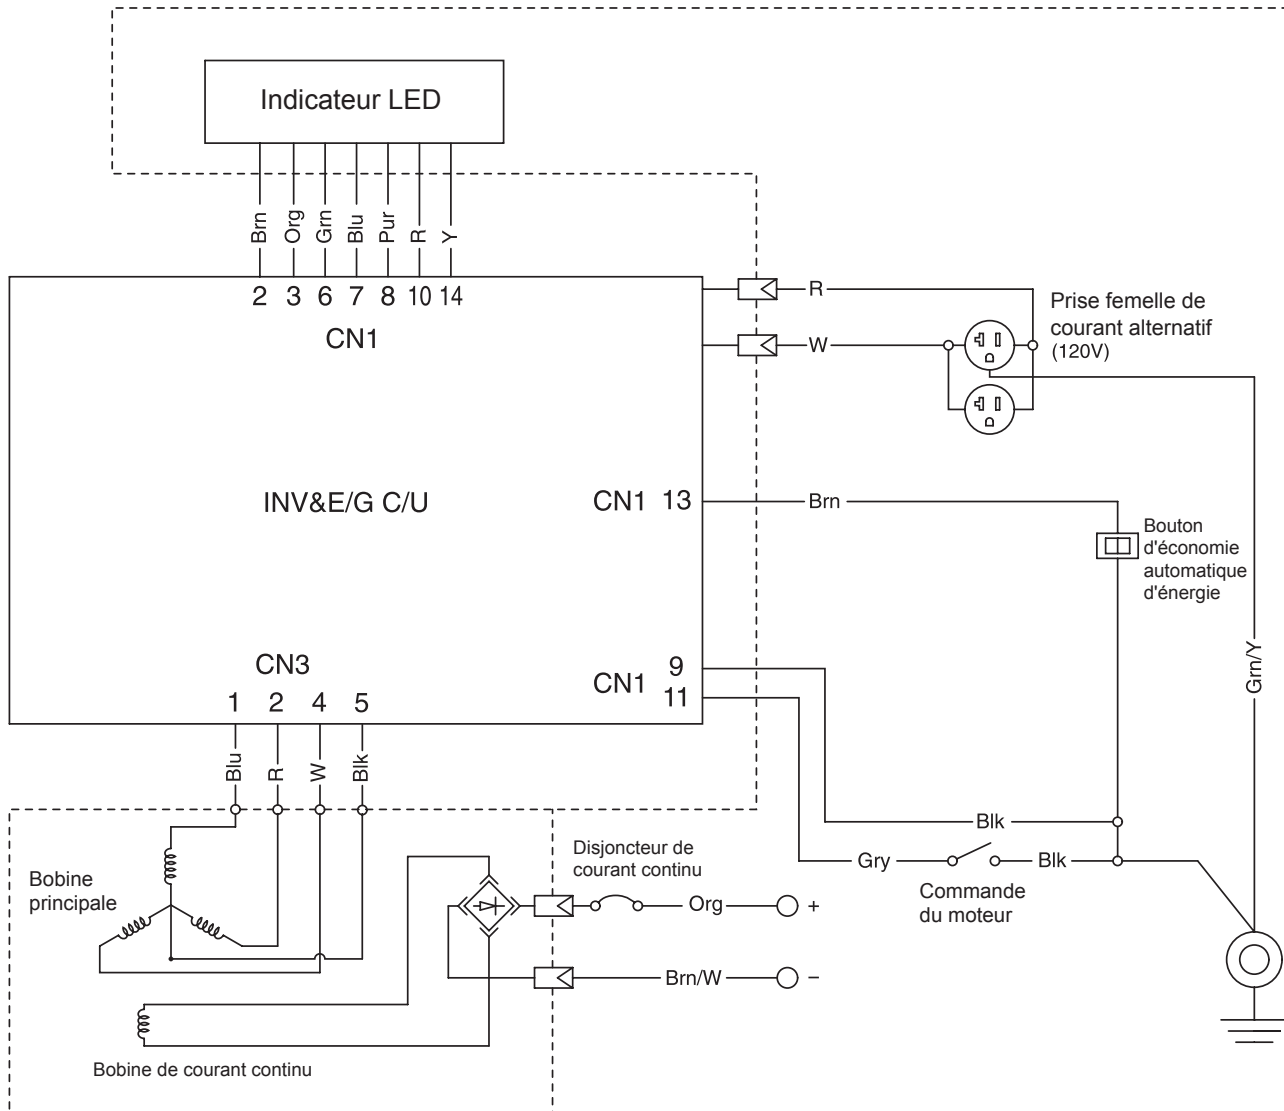 Indicateur LED
Brn Org Grn Blu Pur R Y
2 3 6 7 8 10 14
CN1
R
W
Prise femelle de
courant alternatif
(120V)
INV&E/G C/U
CN1 13
Brn
Bouton
d'économie
automatique
d'énergie
Grn/Y
CN3
1 2 4 5
CN1
9
11
Blu R W Blk
Blk
Gry
Blk
Commande
du moteur
Bobine
principale
Disjoncteur de
courant continu
Org
+
Brn/W
−
Bobine de courant continu